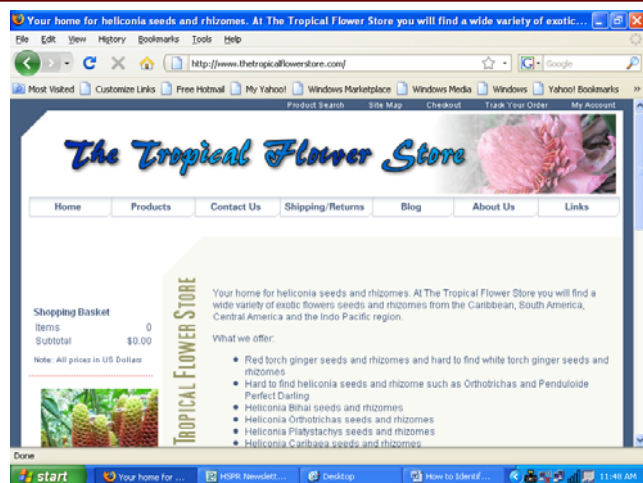 Your home for heliconia seeds and rhizomes. At The Tropical Flower Store you will find a wide variety of exotic...
File Edit View History Bookmarks Tools Help
http://www.thetropicalflowerstore.com/
Google
Most Visited Customize Links Free Hotmail My Yahoo! Windows Marketplace Windows Media Windows Yahoo! Bookmarks
Product Search Site Map Checkout Track Your Order My Account
The Tropical Flower Store
Home Products Contact Us Shipping/Returns Blog About Us Links
Shopping Basket
Items 0
Subtotal $0.00
Note: All prices in US Dollars
Tropical Flower Store
Your home for heliconia seeds and rhizomes. At The Tropical Flower Store you will find a
wide variety of exotic flowers seeds and rhizomes from the Caribbean, South America,
Central America and the Indo Pacific region.
What we offer:
Red torch ginger seeds and rhizomes and hard to find white torch ginger seeds and
rhizomes
Hard to find heliconia seeds and rhizome such as Orthotrichas and Penduloide
Perfect Darling
Heliconia Bihai seeds and rhizomes
Heliconia Orthotrichas seeds and rhizomes
Heliconia Platystachys seeds and rhizomes
Heliconia Caribaea seeds and rhizomes
Done
start Your home for ... HSPR Newslett... Desktop How to Identif... 11:48 AM